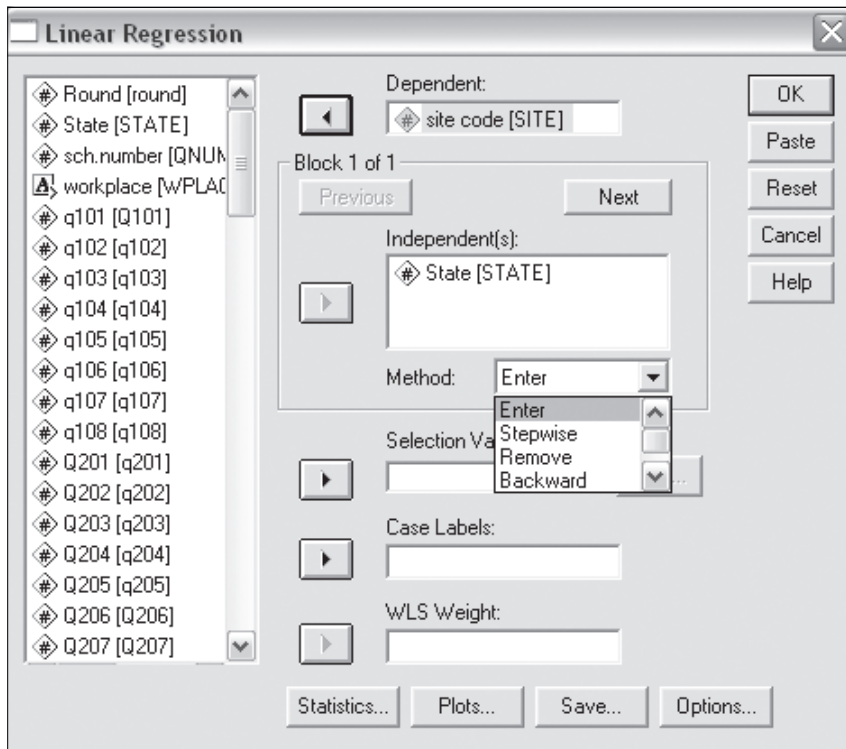 Linear Regression
Round [round]
State [STATE]
sch.number [QNUM
workplace [WPLAC
q101 [Q101]
q102 [q102]
q103 [q103]
q104 [q104]
q105 [q105]
q106 [q106]
q107 [q107]
q108 [q108]
Q201 [q201]
Q202 [q202]
Q203 [q203]
Q204 [q204]
Q205 [q205]
Q206 [Q206]
Q207 [Q207]
Dependent:
site code [SITE]
Block 1 of 1
Previous
Next
Independent(s):
State [STATE]
Method:
Enter
Enter
Stepwise
Remove
Backward
Selection Va
...
Case Labels:
WLS Weight:
Statistics...
Plots...
Save...
Options...
OK
Paste
Reset
Cancel
Help